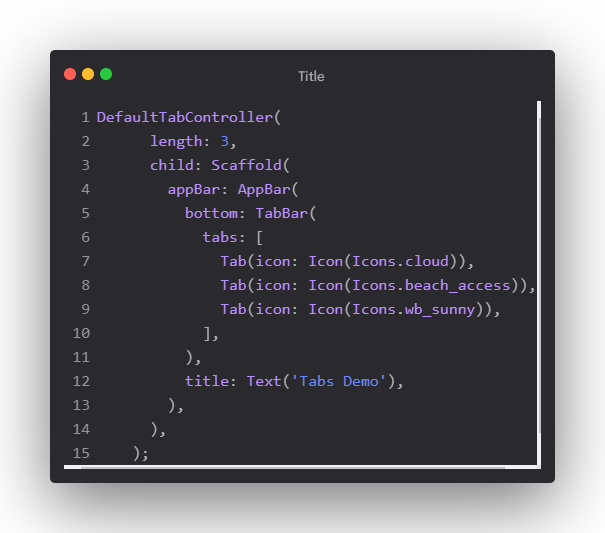 Title
1 DefaultTabController(
2       length: 3,
3       child: Scaffold(
4         appBar: AppBar(
5           bottom: TabBar(
6             tabs: [
7               Tab(icon: Icon(Icons.cloud)),
8               Tab(icon: Icon(Icons.beach_access)),
9               Tab(icon: Icon(Icons.wb_sunny)),
10             ],
11           ),
12           title: Text('Tabs Demo'),
13         ),
14       ),
15     );